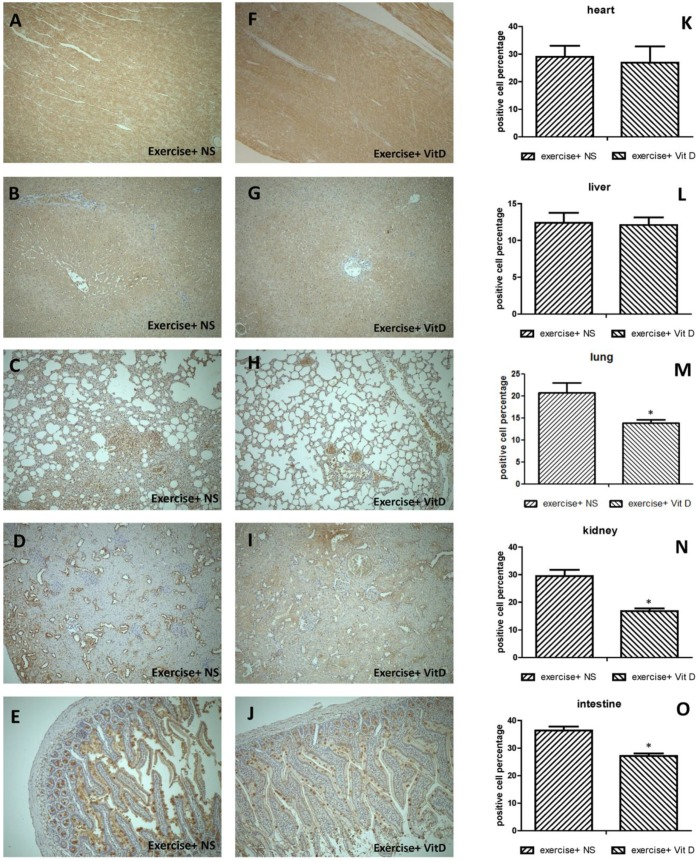 A
Exercise+ NS
F
Exercise+ VitD
heart
K
positive cell percentage
40
30
20
10
0
exercise+ NS
exercise+ Vit D
B
Exercise+ NS
G
Exercise+ VitD
liver
L
positive cell percentage
15
10
5
0
exercise+ NS
exercise+ Vit D
C
Exercise+ NS
H
Exercise+ VitD
lung
M
positive cell percentage
25
20
15
10
5
0
*
exercise+ NS
exercise+ Vit D
D
Exercise+ NS
I
Exercise+ VitD
kidney
N
positive cell percentage
40
30
20
10
0
*
exercise+ NS
exercise+ Vit D
E
Exercise+ NS
J
Exercise+ VitD
intestine
O
positive cell percentage
40
30
20
10
0
*
exercise+ NS
exercise+ Vit D